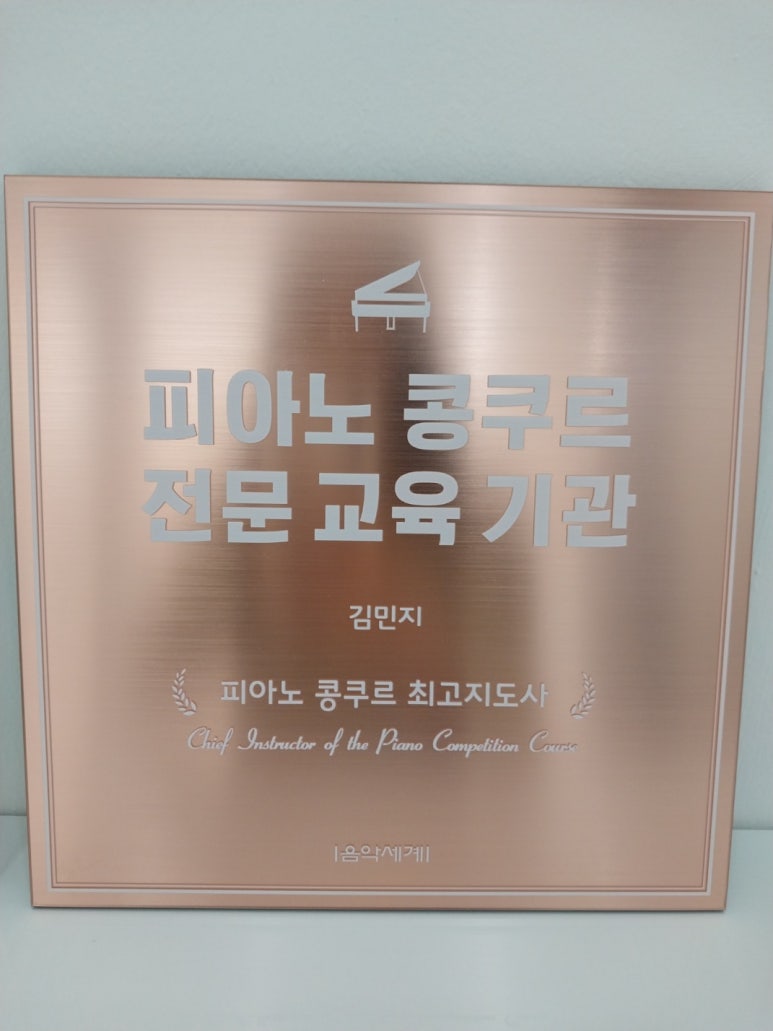 피아노 콩쿠르
전문 교육 기관
김민지
피아노 콩쿠르 최고지도사
Chief Instructor of the Piano Competition Course
|음악세계|